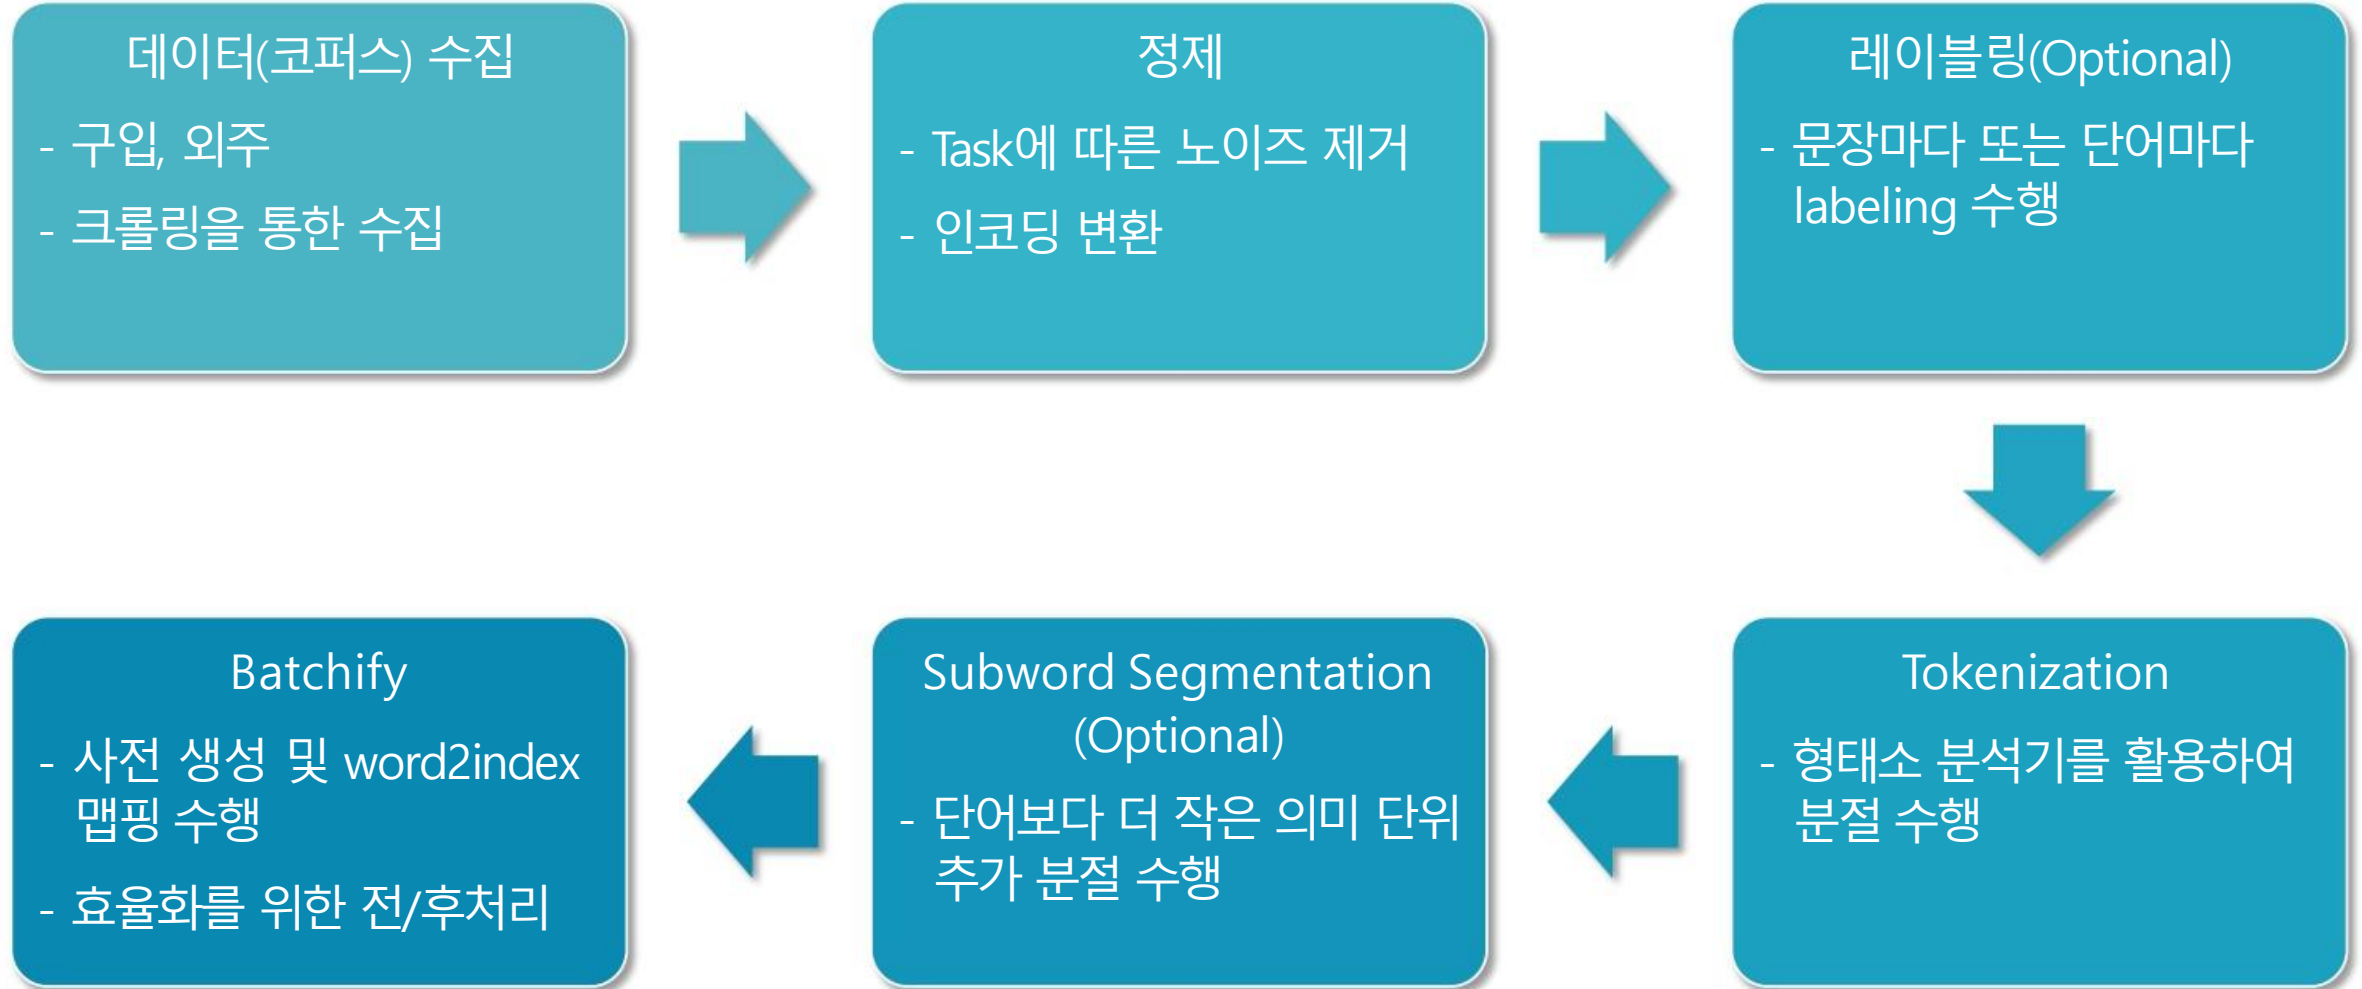 데이터(코퍼스) 수집
- 구입, 외주
- 크롤링을 통한 수집
정제
- Task에 따른 노이즈 제거
- 인코딩 변환
레이블링(Optional)
- 문장마다 또는 단어마다
labeling 수행
Tokenization
- 형태소 분석기를 활용하여
분절 수행
Subword Segmentation
(Optional)
- 단어보다 더 작은 의미 단위
추가 분절 수행
Batchify
- 사전 생성 및 word2index
맵핑 수행
- 효율화를 위한 전/후처리